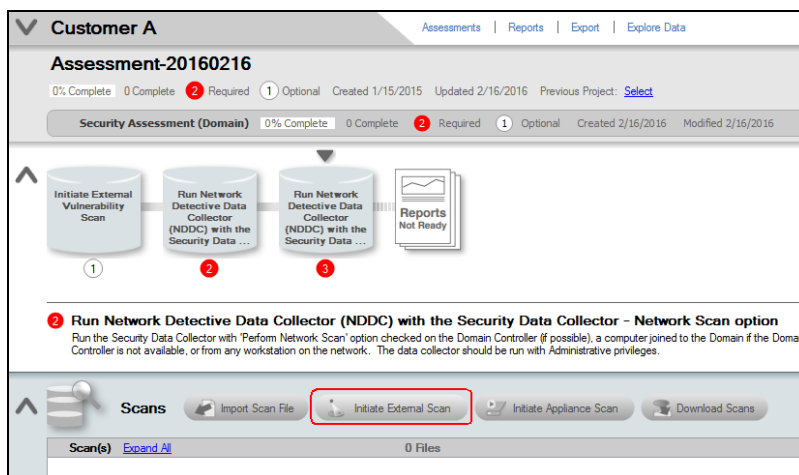 Customer A
Assessments | Reports | Export | Explore Data
Assessment-20160216
0% Complete 0 Complete 2 Required 1 Optional Created 1/15/2015 Updated 2/16/2016 Previous Project: Select
Security Assessment (Domain) 0% Complete 0 Complete 2 Required 1 Optional Created 2/16/2016 Modified 2/16/2016
Initiate External
Vulnerability
Scan
1
Run Network
Detective Data
Collector
(NDDC) with the
Security Data ...
2
Run Network
Detective Data
Collector
(NDDC) with the
Security Data ...
3
Reports
Not Ready
2 Run Network Detective Data Collector (NDDC) with the Security Data Collector - Network Scan option
Run the Security Data Collector with 'Perform Network Scan' option checked on the Domain Controller (if possible), a computer joined to the Domain if the Doma
Controller is not available, or from any workstation on the network. The data collector should be run with Administrative privileges.
Scans Import Scan File Initiate External Scan Initiate Appliance Scan Download Scans
Scan(s) Expand All 0 Files